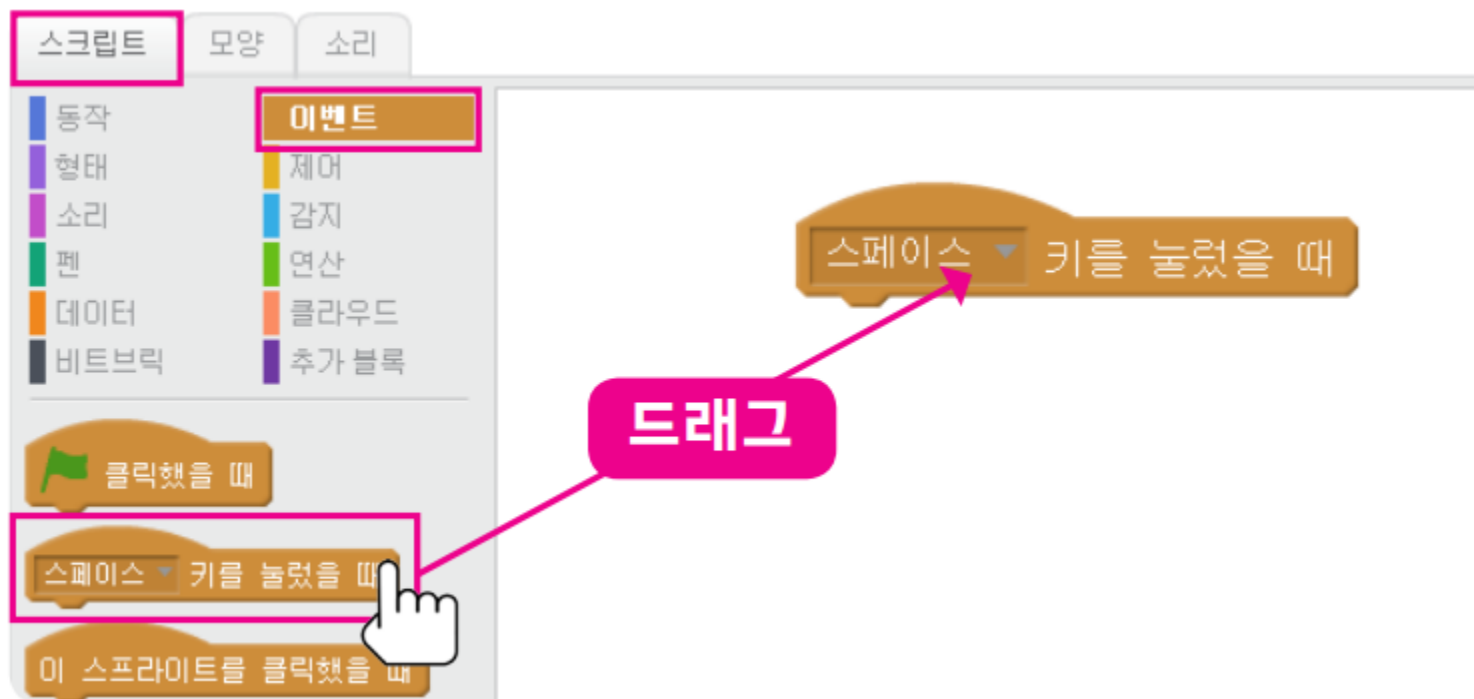 스크립트 모양 소리
동작 이벤트
형태 제어
소리 감지
펜 연산
데이터 클라우드
비트브릭 추가 블록
스페이스 키를 눌렀을 때
드래그
클릭했을 때
스페이스 키를 눌렀을 때
이 스프라이트를 클릭했을 때